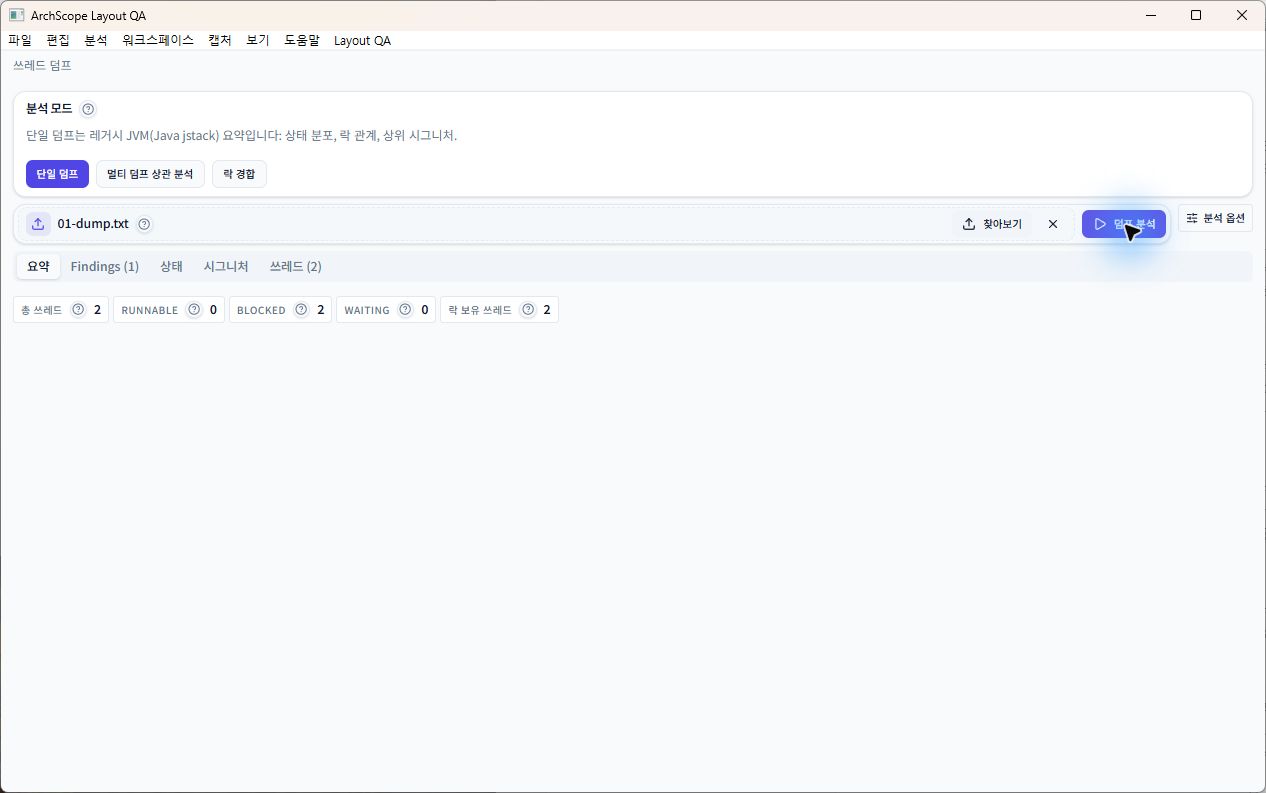 ArchScope Layout QA
파일 편집 분석 워크스페이스 캡처 보기 도움말 Layout QA
쓰레드 덤프
분석 모드
단일 덤프는 레거시 JVM(Java jstack) 요약입니다: 상태 분포, 락 관계, 상위 시그니처.
단일 덤프 멀티 덤프 상관 분석 락 경합
01-dump.txt 찾아보기 덤프 분석 분석 옵션
요약 Findings (1) 상태 시그니처 쓰레드 (2)
총 쓰레드 2 RUNNABLE 0 BLOCKED 2 WAITING 0 락 보유 쓰레드 2